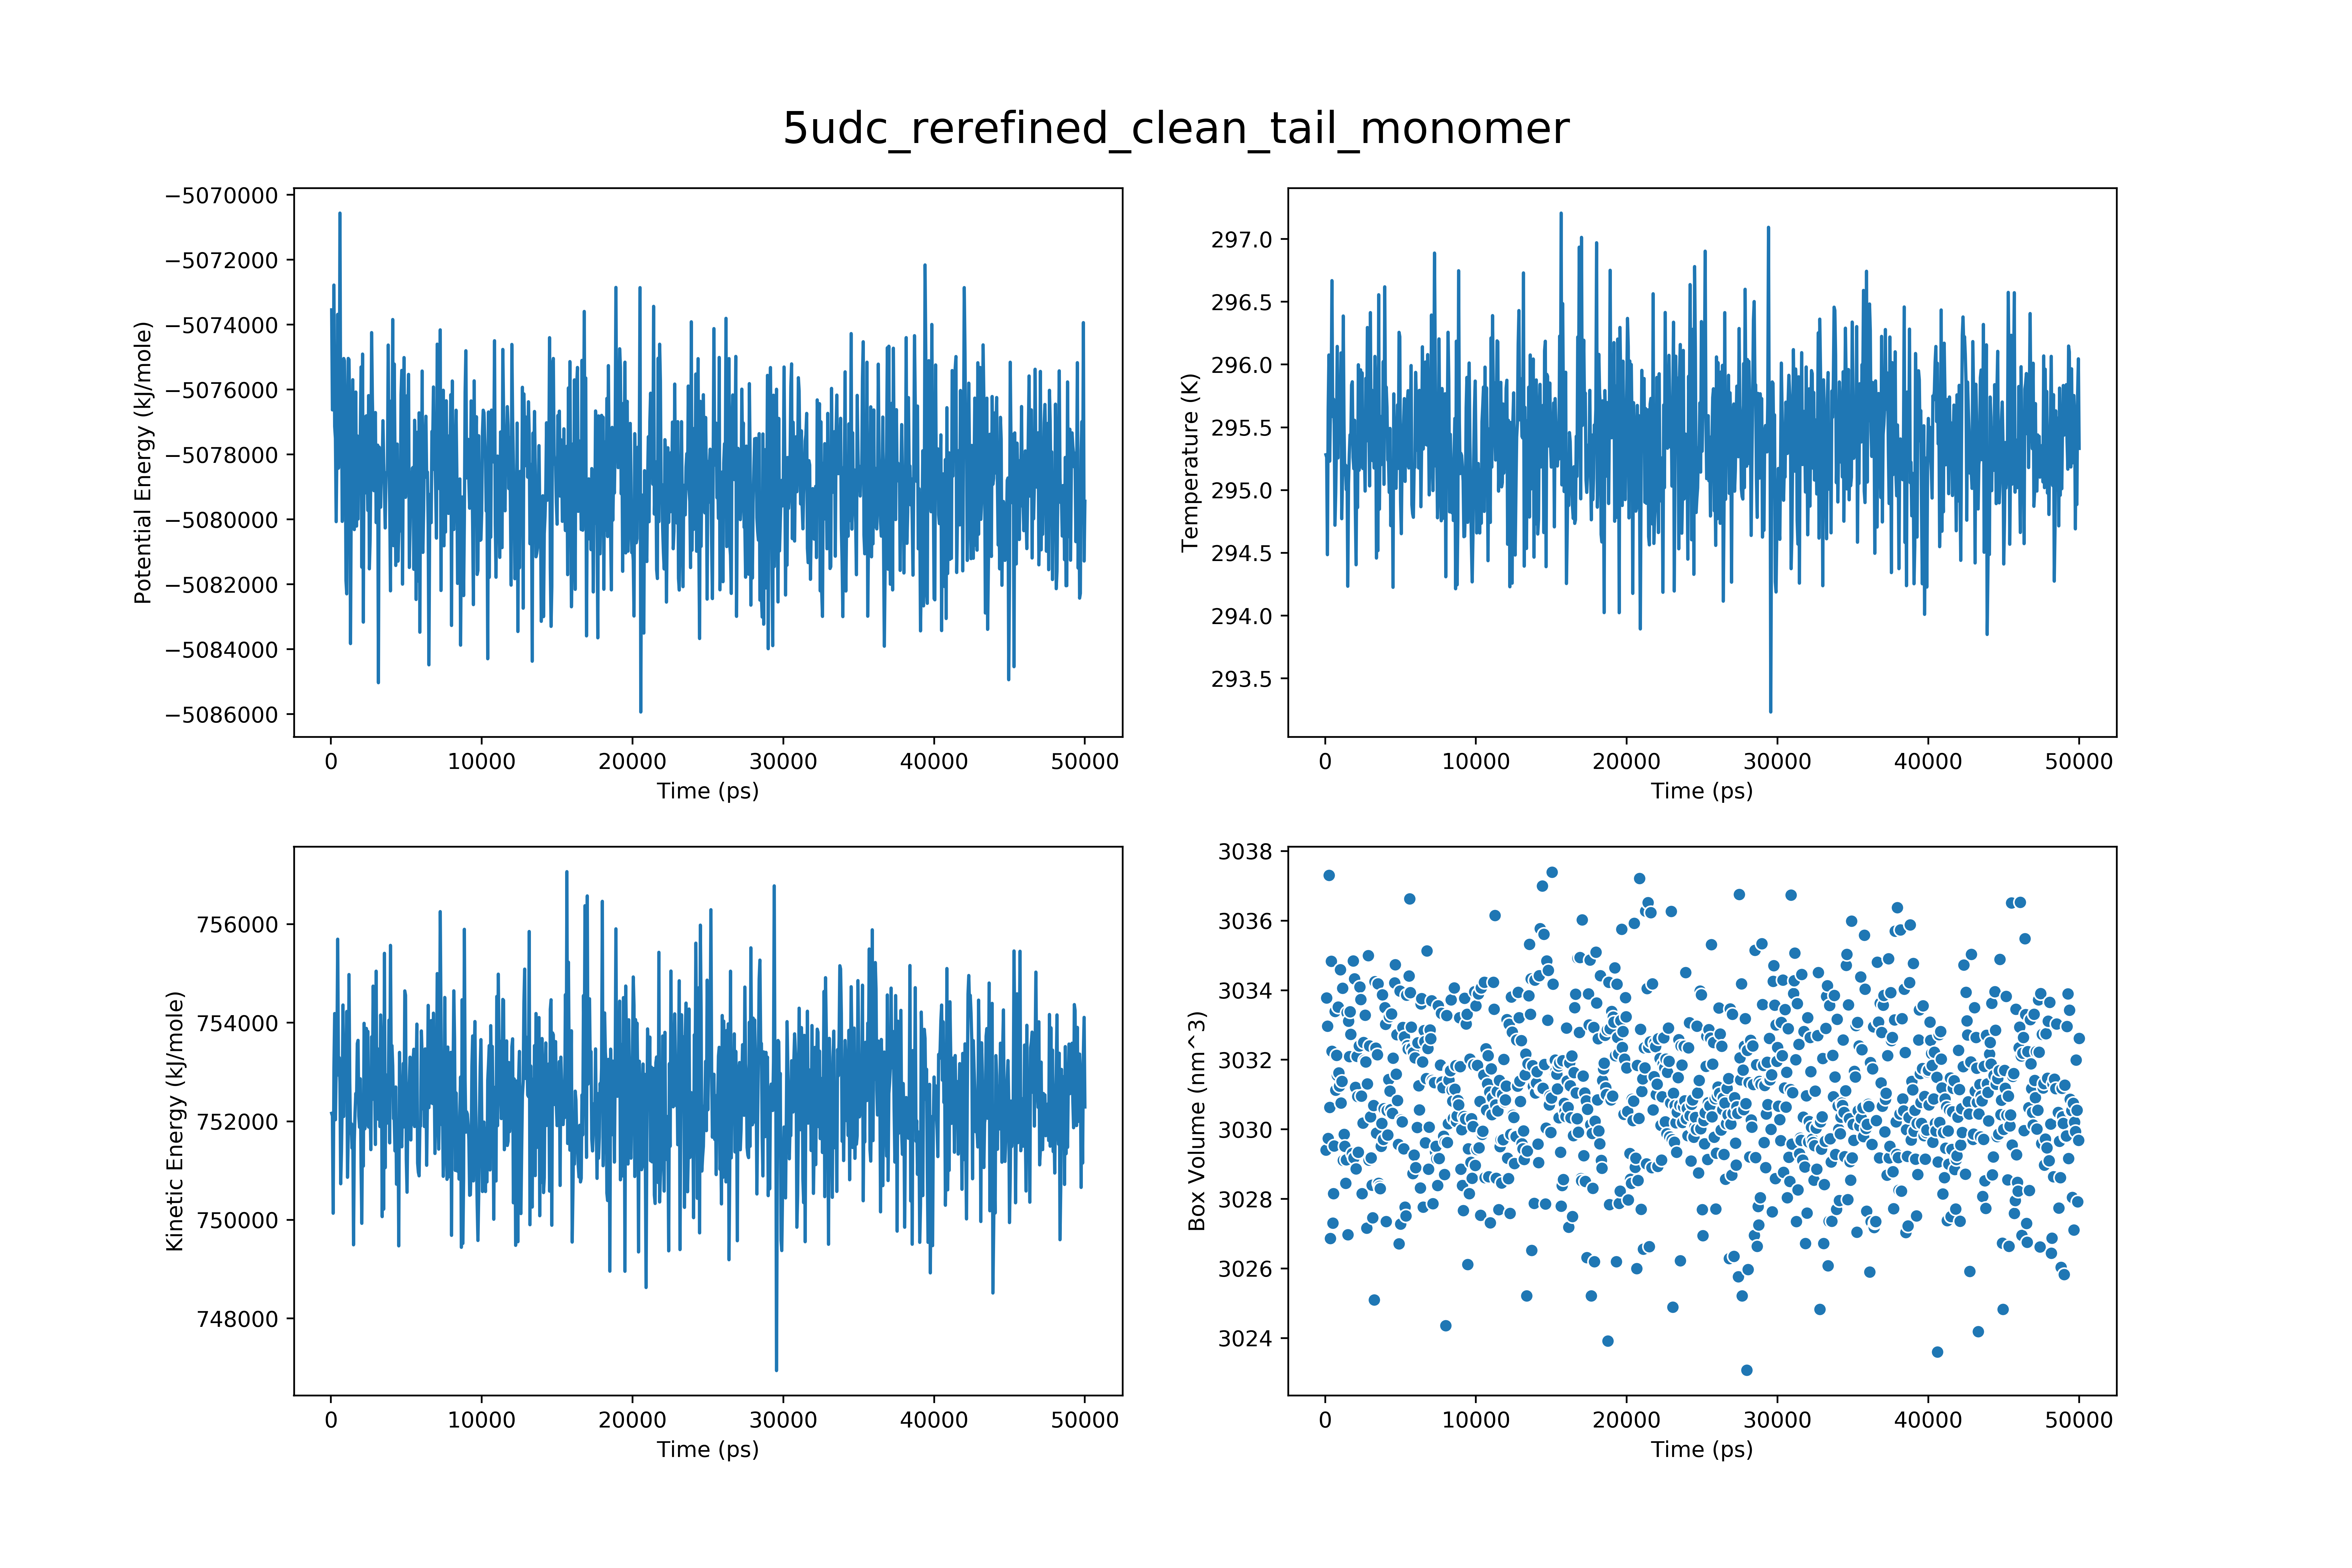 5udc_rerefined_clean_tail_monomer
Potential Energy (kJ/mole)
−5070000
−5072000
−5074000
−5076000
−5078000
−5080000
−5082000
−5084000
−5086000
0 10000 20000 30000 40000 50000
Time (ps)
Temperature (K)
297.0
296.5
296.0
295.5
295.0
294.5
294.0
293.5
0 10000 20000 30000 40000 50000
Time (ps)
Kinetic Energy (kJ/mole)
756000
754000
752000
750000
748000
0 10000 20000 30000 40000 50000
Time (ps)
Box Volume (nm^3)
3038
3036
3034
3032
3030
3028
3026
3024
0 10000 20000 30000 40000 50000
Time (ps)